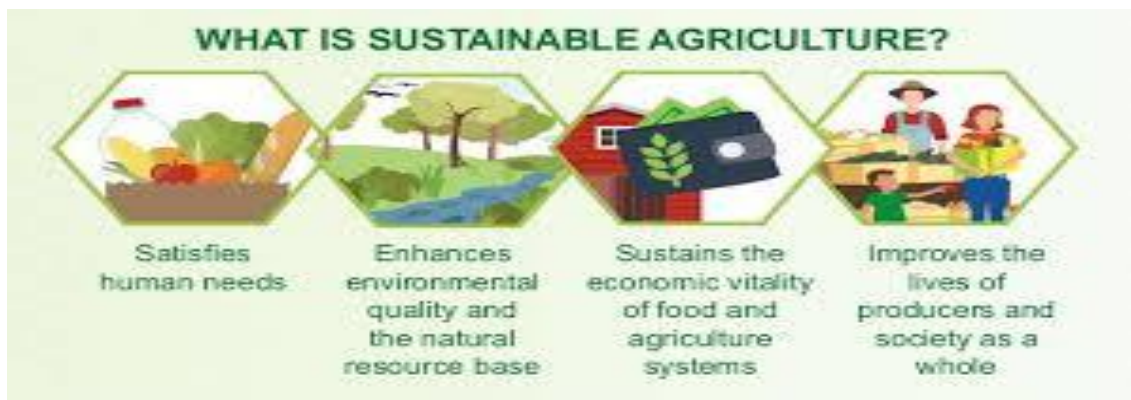 WHAT IS SUSTAINABLE AGRICULTURE?
Satisfies
human needs
Enhances
environmental
quality and
the natural
resource base
Sustains the
economic vitality
of food and
agriculture
systems
Improves the
lives of
producers and
society as a
whole